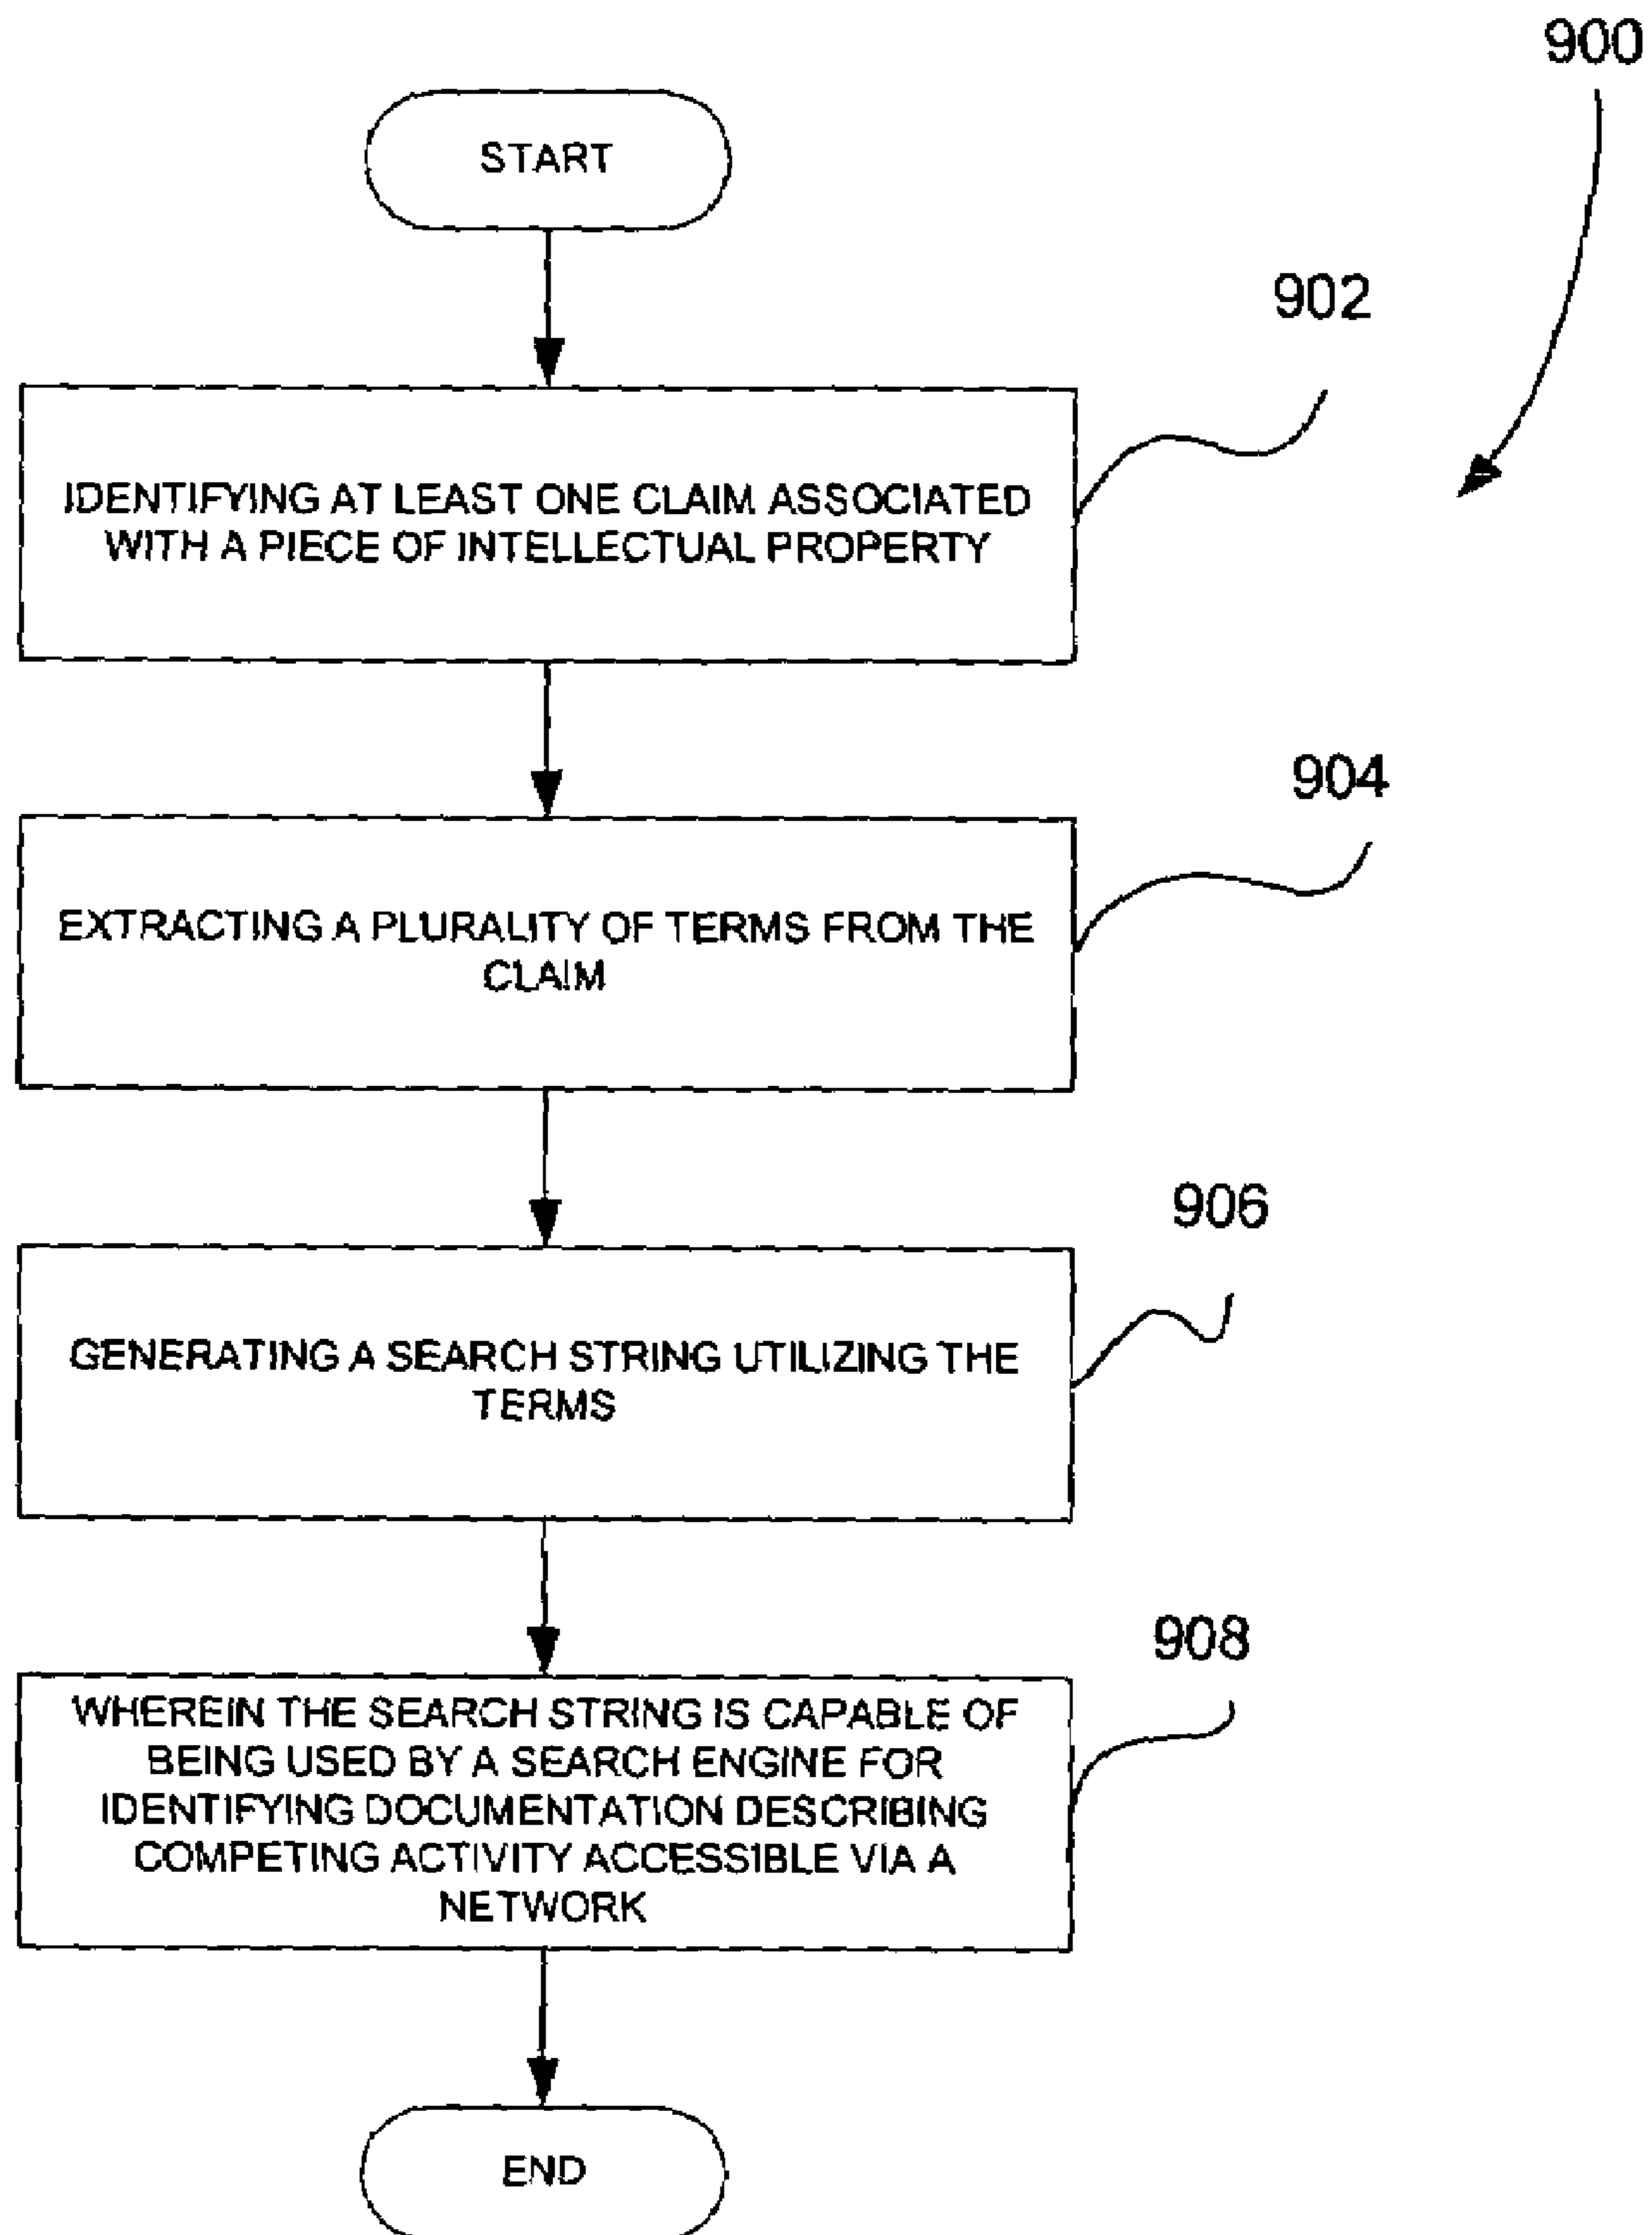 900
START
902
IDENTIFYING AT LEAST ONE CLAIM ASSOCIATED
WITH A PIECE OF INTELLECTUAL PROPERTY
904
EXTRACTING A PLURALITY OF TERMS FROM THE
CLAIM
906
GENERATING A SEARCH STRING UTILIZING THE
TERMS
908
WHEREIN THE SEARCH STRING IS CAPABLE OF
BEING USED BY A SEARCH ENGINE FOR
IDENTIFYING DOCUMENTATION DESCRIBING
COMPETING ACTIVITY ACCESSIBLE VIA A
NETWORK
END